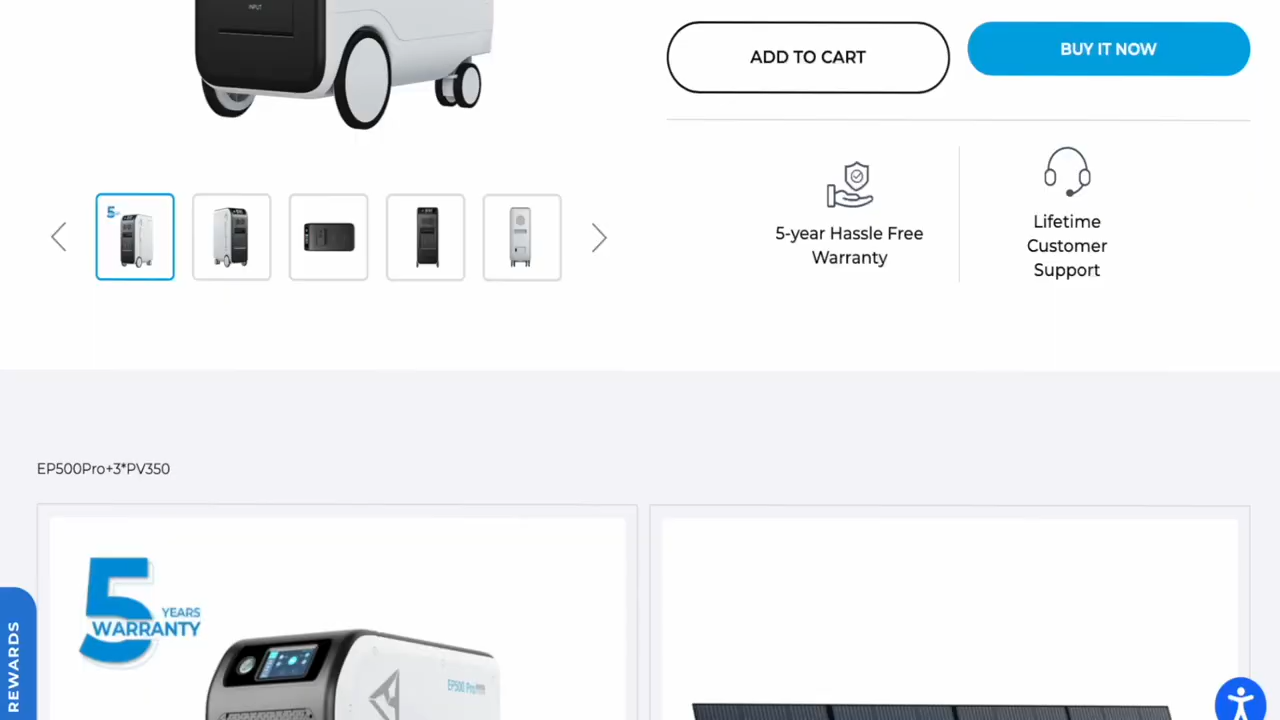 INPUT
ADD TO CART
BUY IT NOW
5-year Hassle Free
Warranty
Lifetime
Customer
Support
EP500Pro+3*PV350
5 YEARS
WARRANTY
EP500 Pro
REWARDS